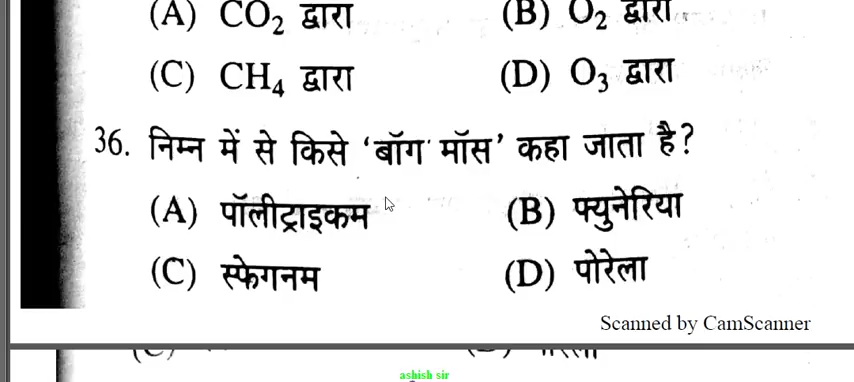 (A) CO₂ द्वारा (B) O₂ द्वारा
(C) CH₄ द्वारा (D) O₃ द्वारा
36. निम्न में से किसे ‘बॉग मॉस’ कहा जाता है?
(A) पॉलीट्राइकम (B) फ्युनेरिया
(C) स्फेगनम (D) पोरेला
Scanned by CamScanner
ashish sir